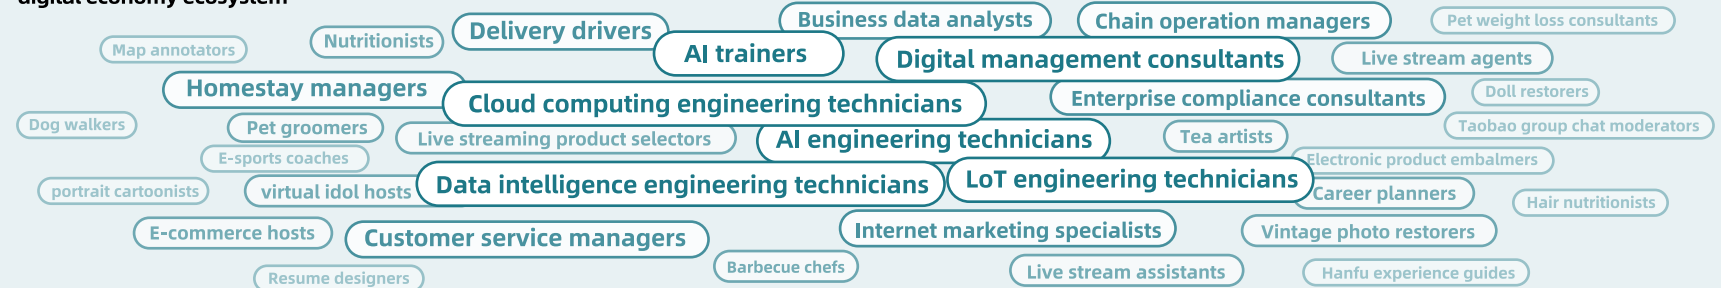 digital economy ecosystem
Business data analysts
Chain operation managers
Pet weight loss consultants
Delivery drivers
Nutritionists
Map annotators
AI trainers
Digital management consultants
Live stream agents
Homestay managers
Cloud computing engineering technicians
Enterprise compliance consultants
Doll restorers
Dog walkers
Pet groomers
Live streaming product selectors
AI engineering technicians
Tea artists
Taobao group chat moderators
E-sports coaches
Electronic product embalmers
portrait cartoonists
virtual idol hosts
Data intelligence engineering technicians
LoT engineering technicians
Career planners
Hair nutritionists
E-commerce hosts
Customer service managers
Internet marketing specialists
Vintage photo restorers
Resume designers
Barbecue chefs
Live stream assistants
Hanfu experience guides